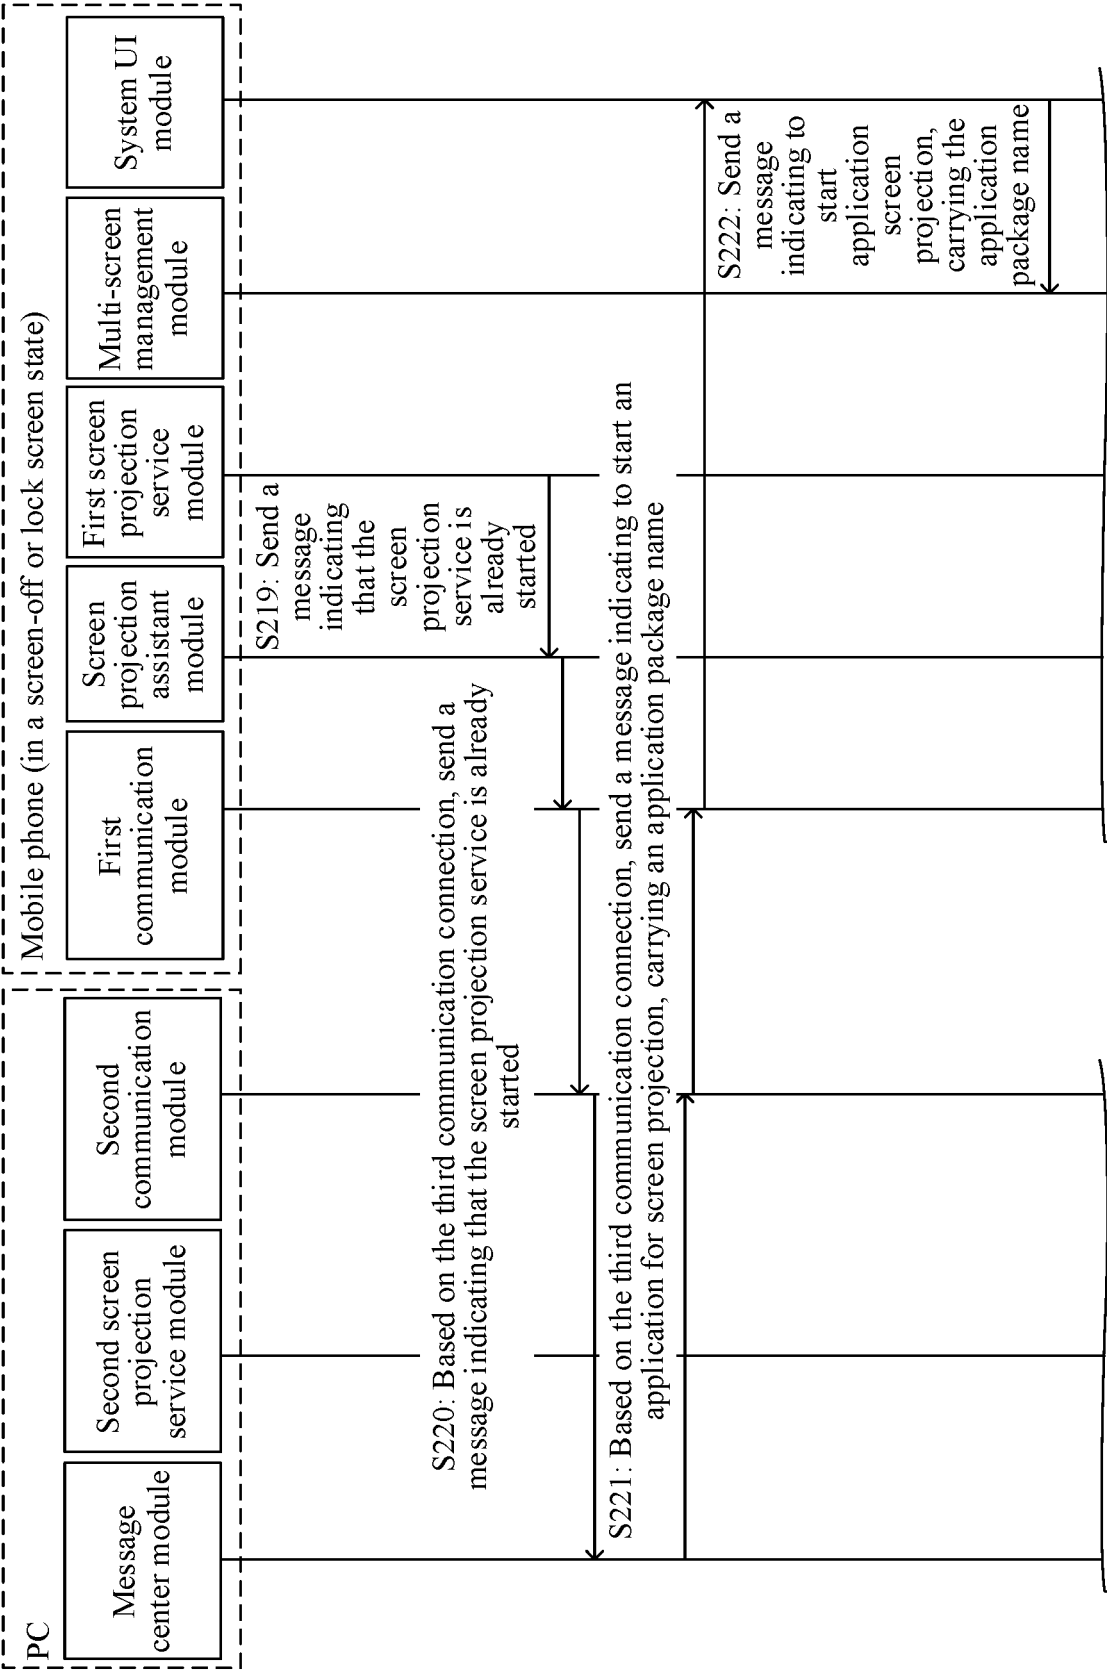 PC
Mobile phone (in a screen-off or lock screen state)
Message
center module
Second screen
projection
service module
Second
communication
module
First
communication
module
Screen
projection
assistant
module
First screen
projection
service
module
Multi-screen
management
module
System UI
module
S219: Send a
message
indicating
that the
screen
projection
service is
already
started
S220: Based on the third communication connection, send a
message indicating that the screen projection service is already
started
S221: Based on the third communication connection, send a message indicating to start an
application for screen projection, carrying an application package name
S222: Send a
message
indicating to
start
application
screen
projection,
carrying the
application
package name